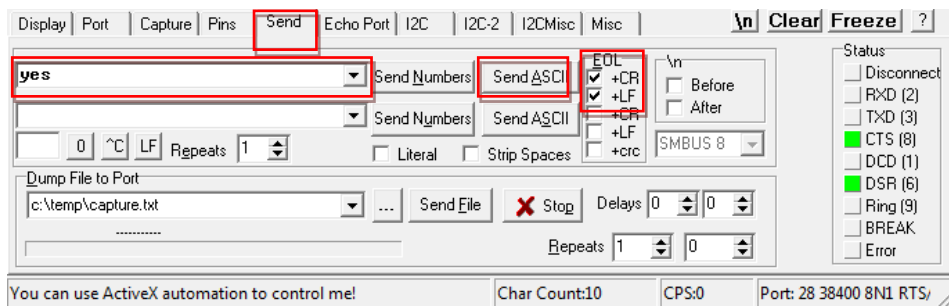 Display Port Capture Pins Send Echo Port I2C I2C-2 I2CMisc Misc \n Clear Freeze ?
yes Send Numbers Send ASCII EOL +CR +LF \n Before After
Send Numbers Send ASCII +CR +LF +crc SMBUS 8
0 ^C LF Repeats 1 Literal Strip Spaces
Dump File to Port
c:\temp\capture.txt ... Send File Stop Delays 0 0
-----------
Repeats 1 0
Status
Disconnect
RXD (2)
TXD (3)
CTS (8)
DCD (1)
DSR (6)
Ring (9)
BREAK
Error
You can use ActiveX automation to control me! Char Count:10 CPS:0 Port: 28 38400 8N1 RTS/